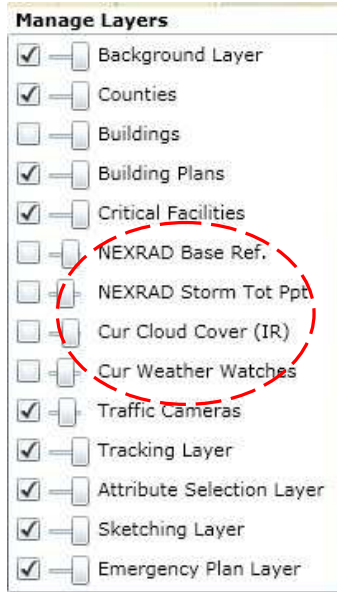 Manage Layers
Background Layer
Counties
Buildings
Building Plans
Critical Facilities
NEXRAD Base Ref.
NEXRAD Storm Tot Ppt
Cur Cloud Cover (IR)
Cur Weather Watches
Traffic Cameras
Tracking Layer
Attribute Selection Layer
Sketching Layer
Emergency Plan Layer